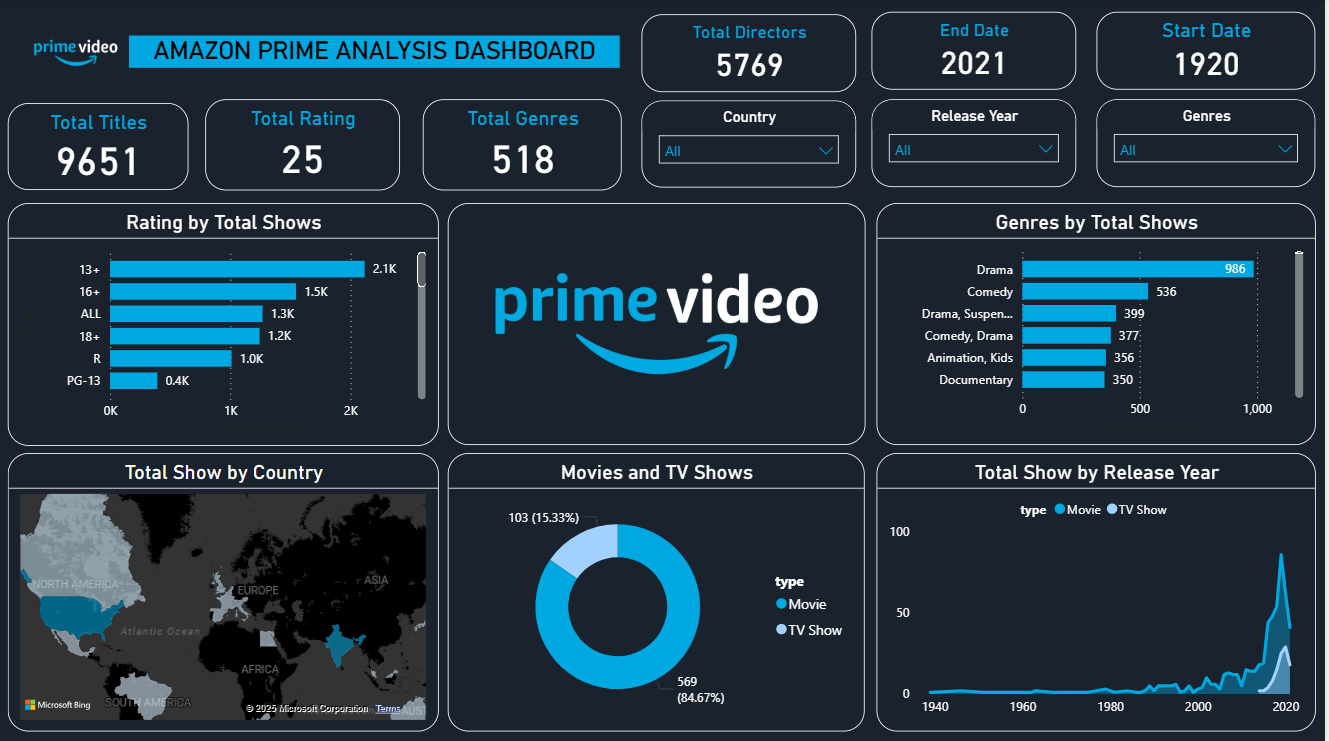 prime video
AMAZON PRIME ANALYSIS DASHBOARD
Total Directors
5769
End Date
2021
Start Date
1920
Total Titles
9651
Total Rating
25
Total Genres
518
Country
All
Release Year
All
Genres
All
Rating by Total Shows
13+ 2.1K
16+ 1.5K
ALL 1.3K
18+ 1.2K
R 1.0K
PG-13 0.4K
0K 1K 2K
prime video
Genres by Total Shows
Drama 986
Comedy 536
Drama, Suspen... 399
Comedy, Drama 377
Animation, Kids 356
Documentary 350
0 500 1,000
Total Show by Country
NORTH AMERICA
EUROPE
ASIA
Atlantic Ocean
AFRICA
SOUTH AMERICA
AUST
Microsoft Bing
© 2025 Microsoft Corporation Terms
Movies and TV Shows
103 (15.33%)
569
(84.67%)
type
Movie
TV Show
Total Show by Release Year
type Movie TV Show
100
50
0
1940 1960 1980 2000 2020